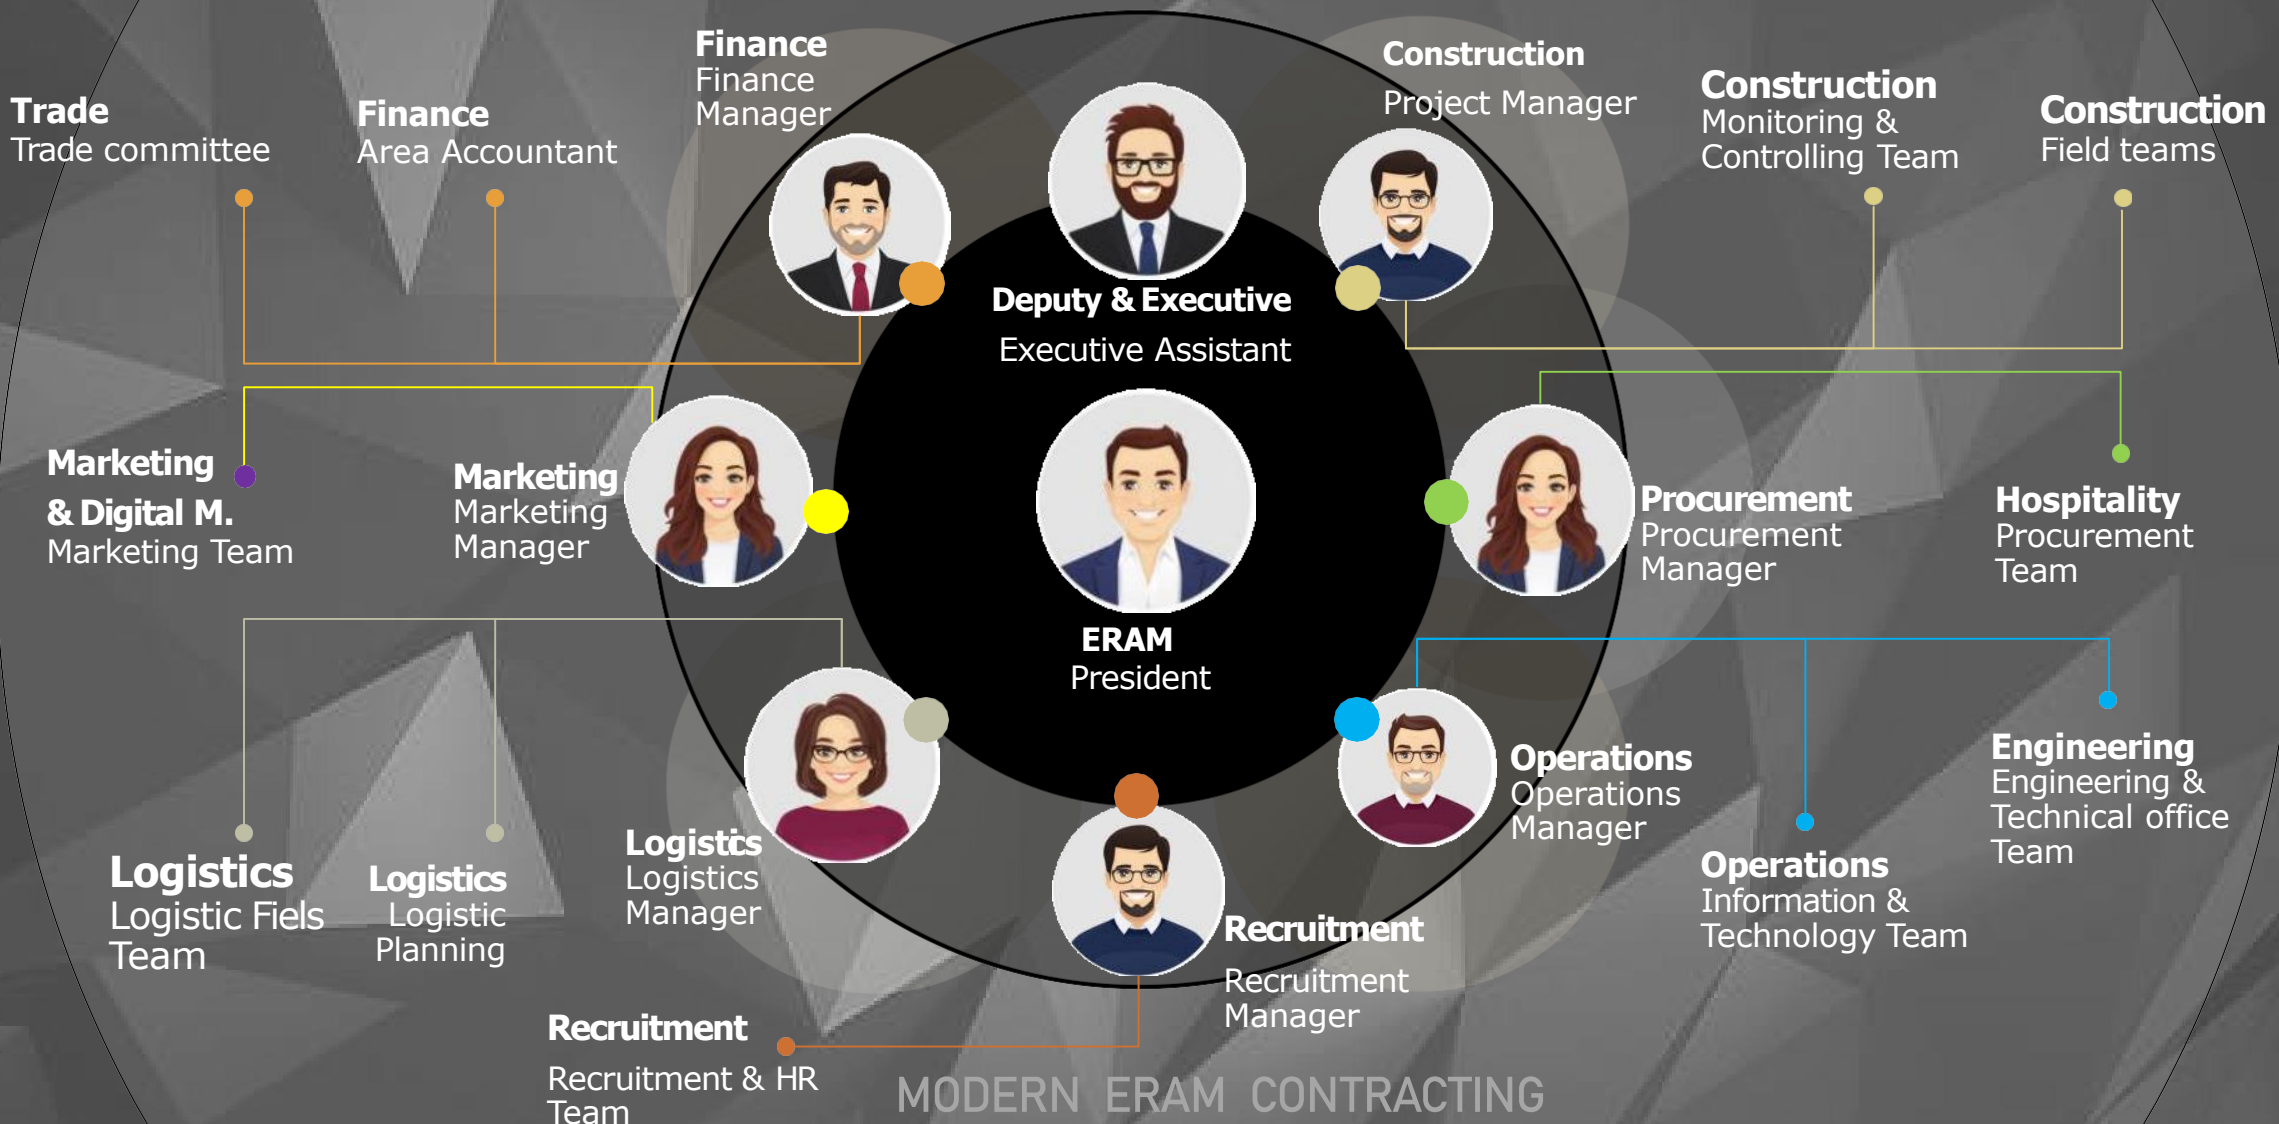 Finance
Finance
Manager
Construction
Project Manager
Construction
Monitoring &
Controlling Team
Construction
Field teams
Trade
Trade committee
Finance
Area Accountant
Deputy & Executive
Executive Assistant
Marketing
& Digital M.
Marketing Team
Marketing
Marketing
Manager
Procurement
Procurement
Manager
Hospitality
Procurement
Team
ERAM
President
Logistics
Logistic Fiels
Team
Logistics
Logistic
Planning
Logistics
Logistics
Manager
Operations
Operations
Manager
Engineering
Engineering &
Technical office
Team
Operations
Information &
Technology Team
Recruitment
Recruitment
Manager
Recruitment
Recruitment & HR
Team
MODERN ERAM CONTRACTING